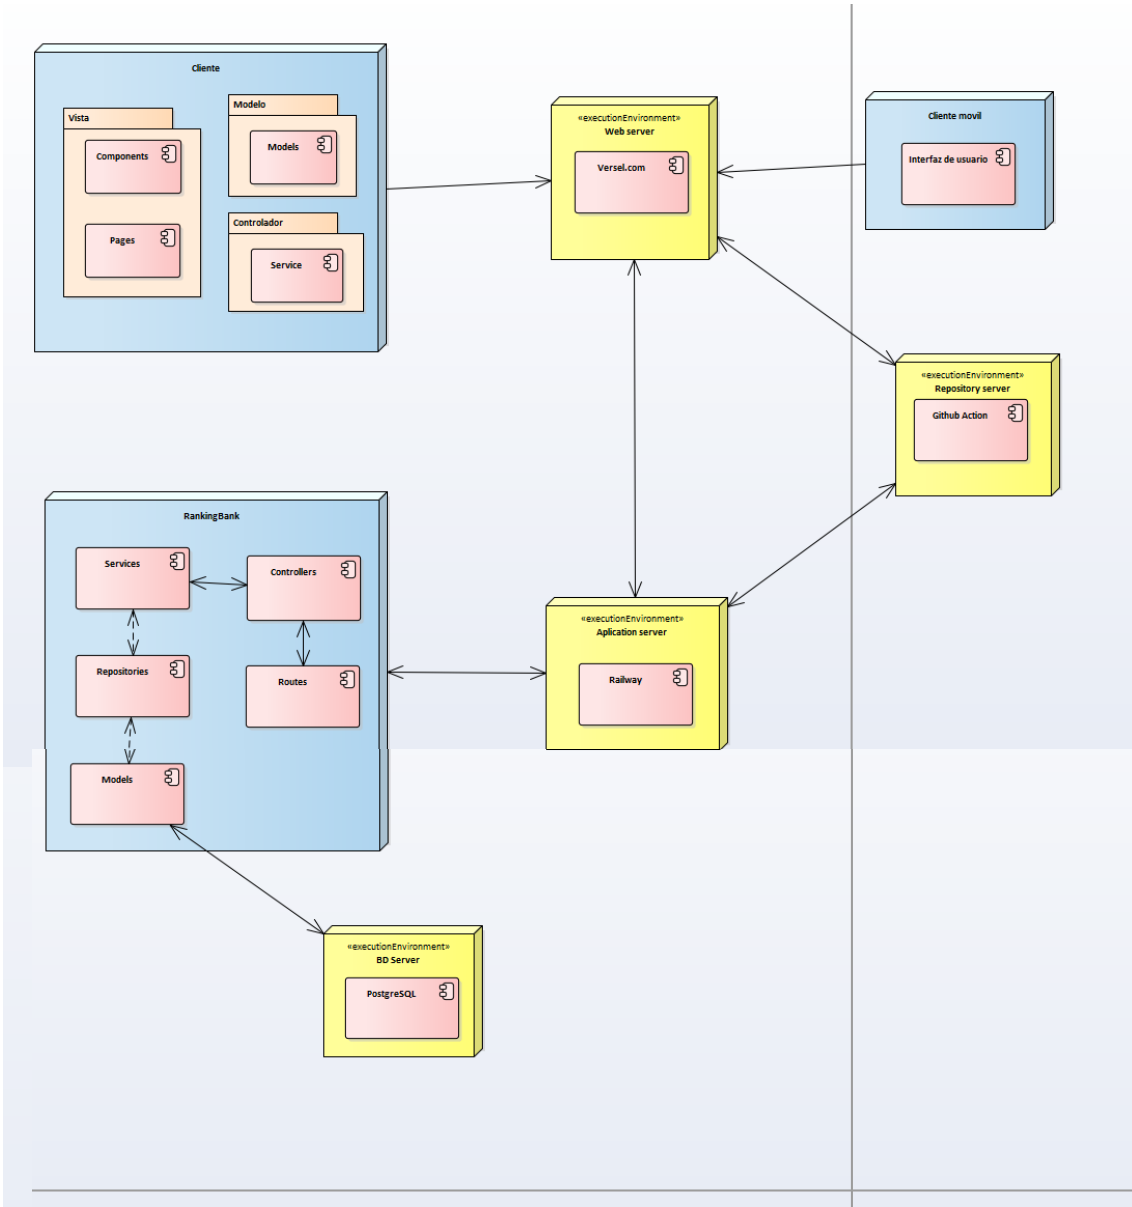 Cliente
Vista
Components
Pages
Modelo
Models
Controlador
Service
«executionEnvironment»
Web server
Versel.com
Cliente movil
Interfaz de usuario
«executionEnvironment»
Repository server
Github Action
RankingBank
Services
Controllers
Repositories
Routes
Models
«executionEnvironment»
Aplication server
Railway
«executionEnvironment»
BD Server
PostgreSQL